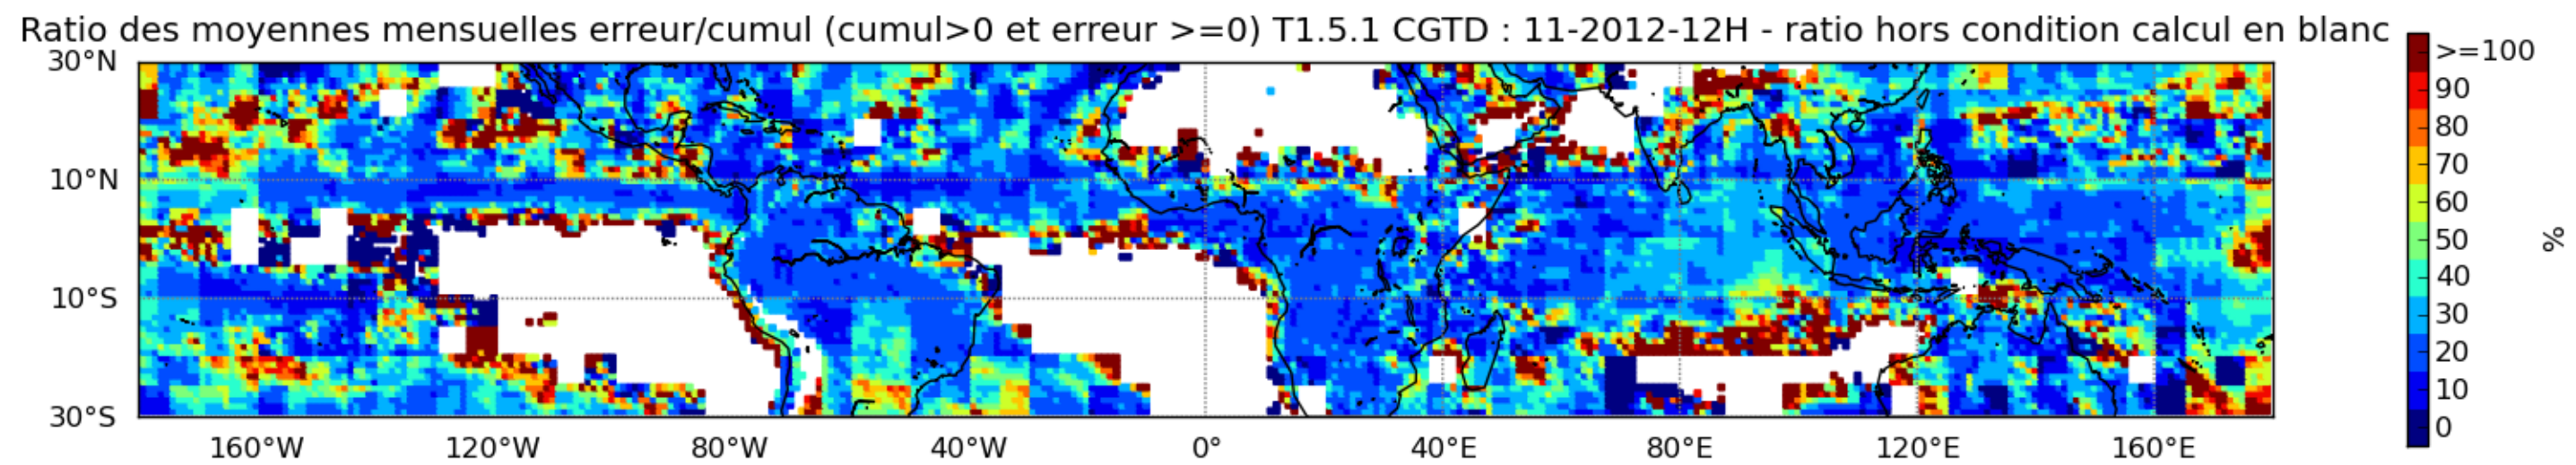 Ratio des moyennes mensuelles erreur/cumul (cumul>0 et erreur >=0) T1.5.1 CGTD : 11-2012-12H - ratio hors condition calcul en blanc
30°N
10°N
10°S
30°S
160°W 120°W 80°W 40°W 0° 40°E 80°E 120°E 160°E
>=100
90
80
70
60
50
40
30
20
10
0
%